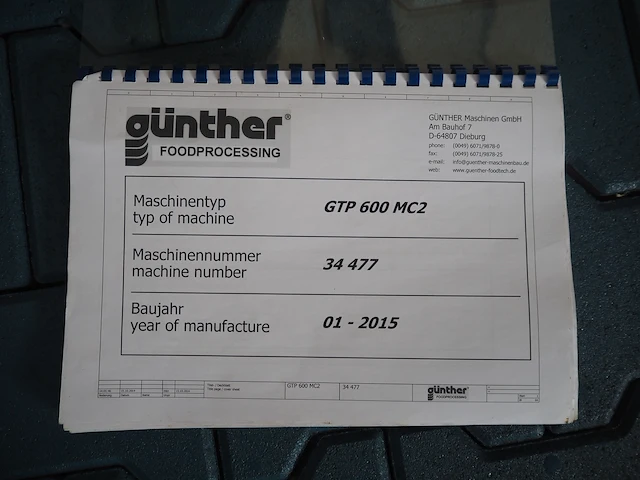 günther®
FOODPROCESSING
GÜNTHER Maschinen GmbH
Am Bauhof 7
D-64807 Dieburg
phone: (0049) 6071/9878-0
fax: (0049) 6071/9878-25
e-mail: info@guenther-maschinenbau.de
web: www.guenther-foodtech.de
Maschinentyp
typ of machine
GTP 600 MC2
Maschinennummer
machine number
34 477
Baujahr
year of manufacture
01 - 2015
GTP 600 MC2
34 477
günther
FOODPROCESSING